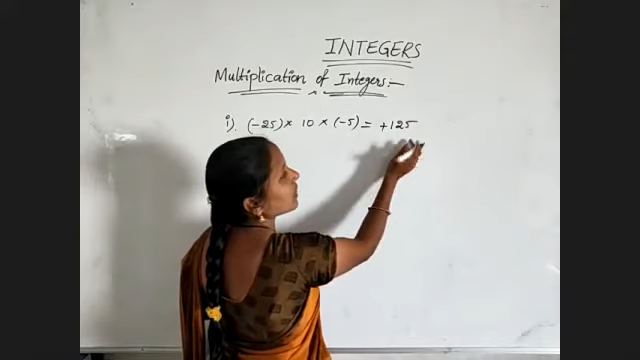 INTEGERS
Multiplication of Integers:-
i). (-25) × 10 × (-5) = +125